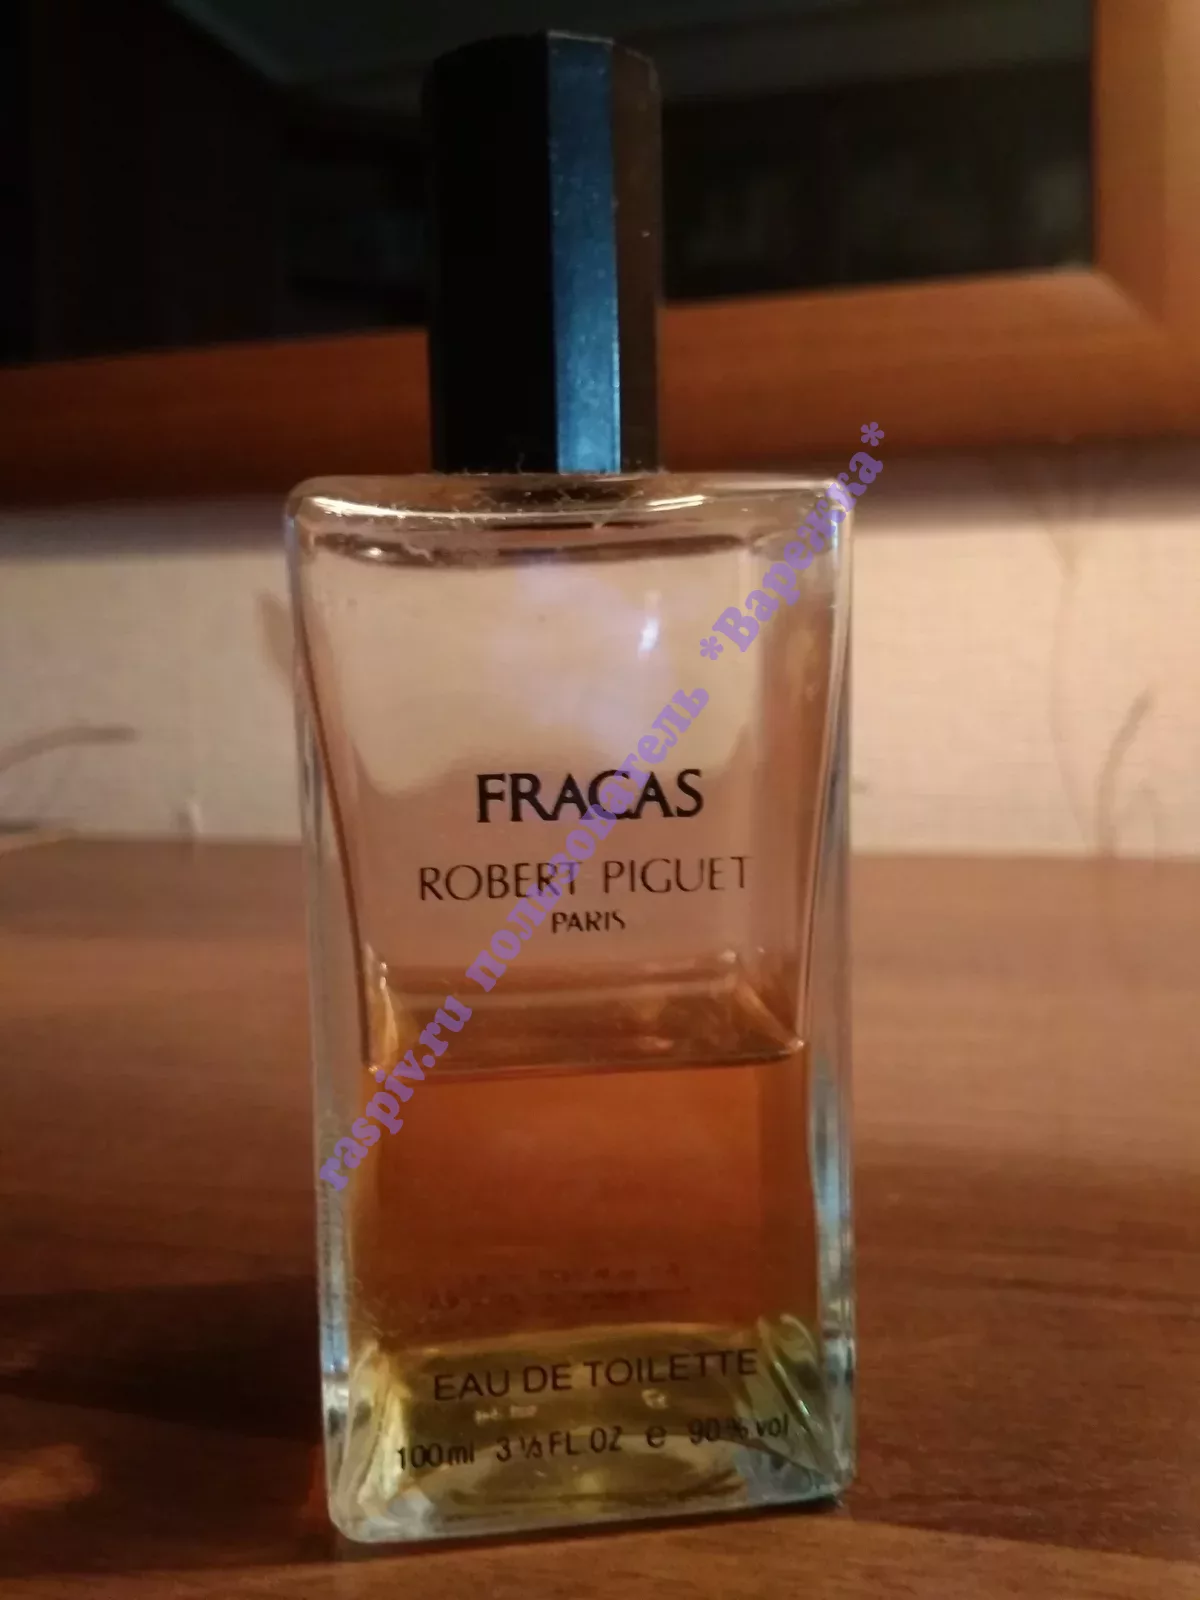 FRACAS
ROBERT PIGUET
PARIS
EAU DE TOILETTE
100ml 3 ⅓ FL OZ e 90% vol
raspiv.ru пользователь *Варежка*